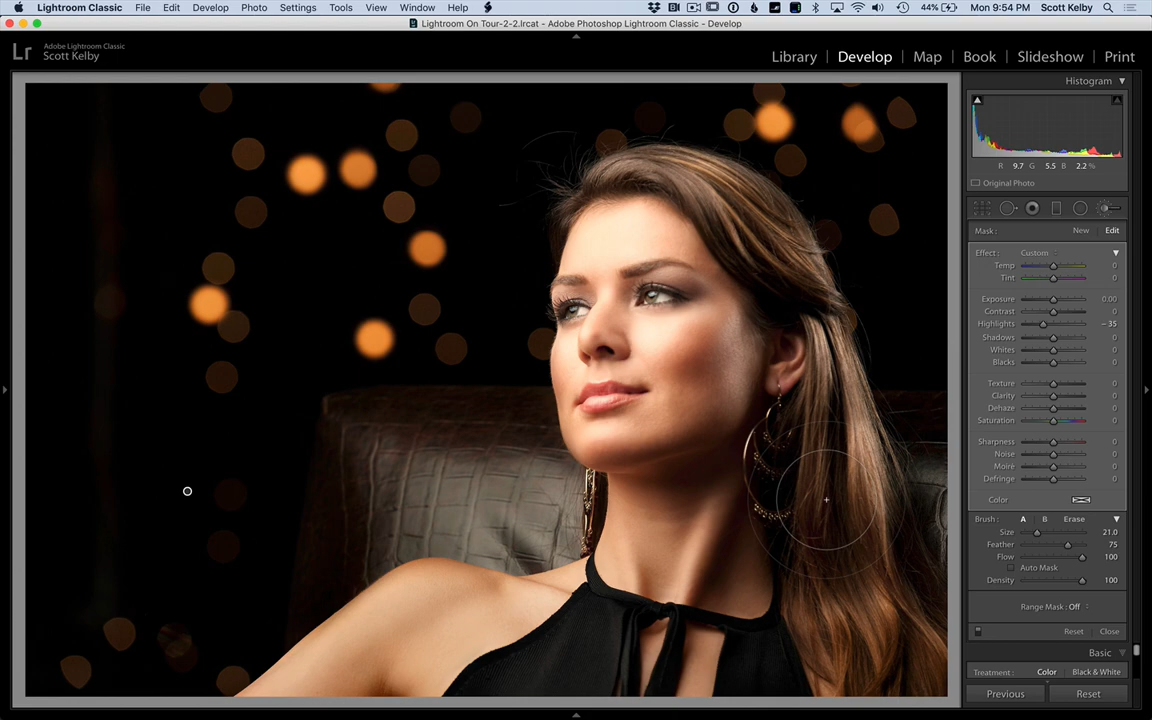 Lightroom Classic File Edit Develop Photo Settings Tools View Window Help 44% Mon 9:54 PM Scott Kelby
Lightroom On Tour-2-2.lrcat - Adobe Photoshop Lightroom Classic - Develop
Lr Adobe Lightroom Classic
Scott Kelby
Library | Develop | Map | Book | Slideshow | Print
Histogram
R 9.7 G 5.5 B 2.2 %
Original Photo
Mask : New Edit
Effect : Custom
Temp 0
Tint 0
Exposure 0.00
Contrast 0
Highlights – 35
Shadows 0
Whites 0
Blacks 0
Texture 0
Clarity 0
Dehaze 0
Saturation 0
Sharpness 0
Noise 0
Moiré 0
Defringe 0
Color
Brush : A B Erase
Size 21.0
Feather 75
Flow 100
Auto Mask
Density 100
Range Mask : Off
Reset Close
Basic
Treatment : Color Black & White
Previous Reset